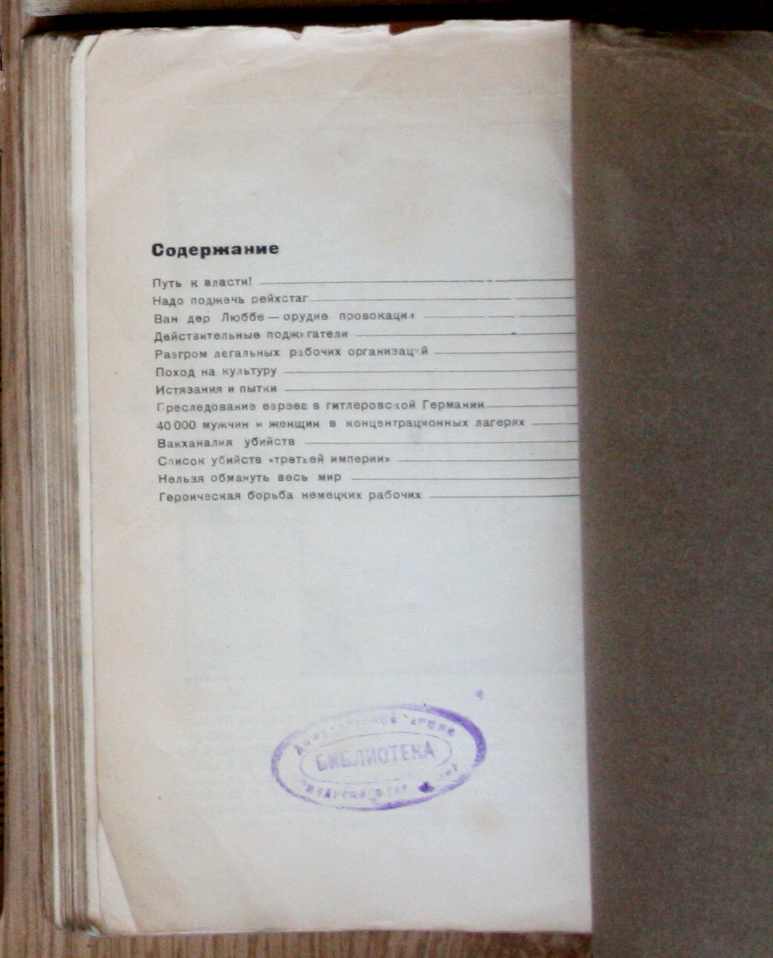 Содержание
Путь к власти!
Надо поджечь рейхстаг
Ван дер Люббе — орудие провокации
Действительные поджигатели
Разгром легальных рабочих организаций
Поход на культуру
Истязания и пытки
Преследование евреев в гитлеровской Германии
40 000 мужчин и женщин в концентрационных лагерях
Вакханалия убийств
Список убийств «третьей империи»
Нельзя обмануть весь мир
Героическая борьба немецких рабочих
БИБЛИОТЕКА